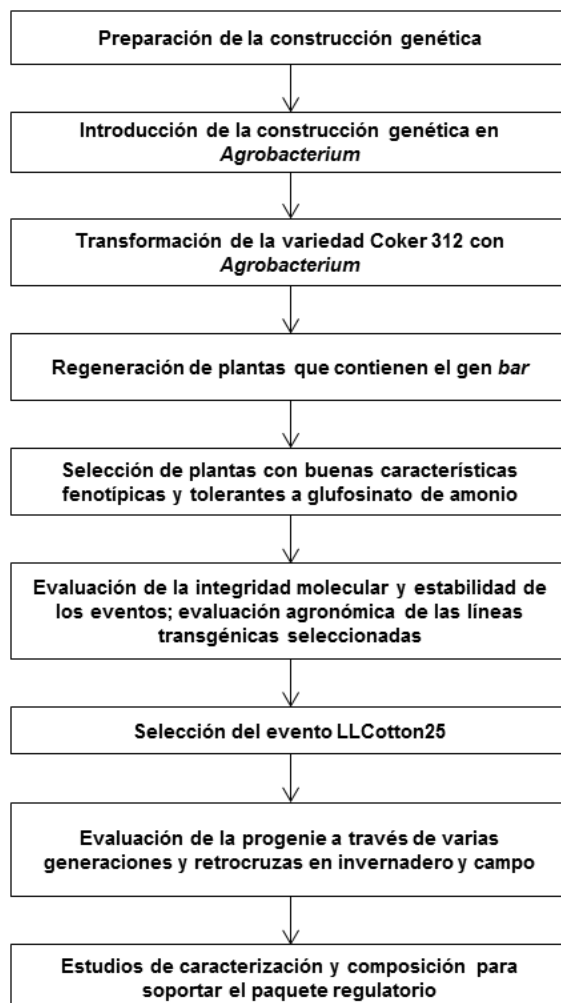 Preparación de la construcción genética
Introducción de la construcción genética en
Agrobacterium
Transformación de la variedad Coker 312 con
Agrobacterium
Regeneración de plantas que contienen el gen bar
Selección de plantas con buenas características
fenotípicas y tolerantes a glufosinato de amonio
Evaluación de la integridad molecular y estabilidad de
los eventos; evaluación agronómica de las líneas
transgénicas seleccionadas
Selección del evento LLCotton25
Evaluación de la progenie a través de varias
generaciones y retrocruzas en invernadero y campo
Estudios de caracterización y composición para
soportar el paquete regulatorio